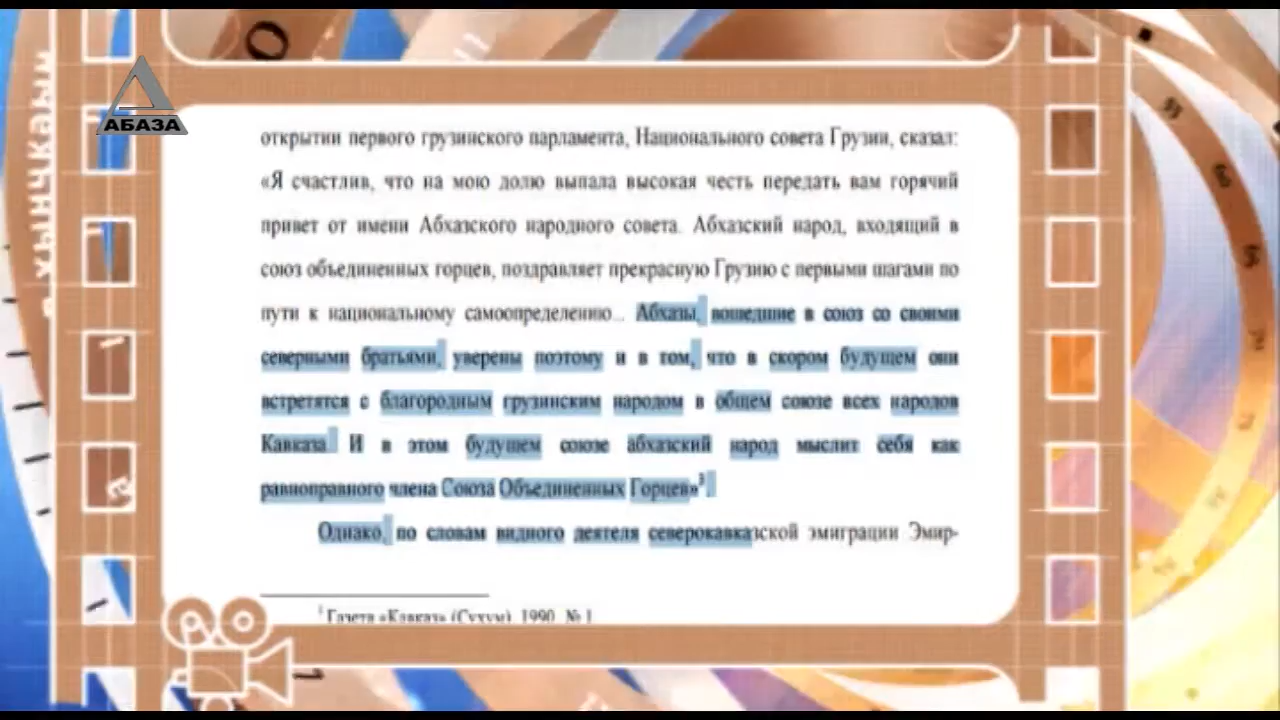 АБАЗА
открытии первого грузинского парламента, Национального совета Грузии, сказал:
«Я счастлив, что на мою долю выпала высокая честь передать вам горячий
привет от имени Абхазского народного совета. Абхазский народ, входящий в
союз объединенных горцев, поздравляет прекрасную Грузию с первыми шагами по
пути к национальному самоопределению... Абхазы, вошедшие в союз со своими
северными братьями, уверены поэтому и в том, что в скором будущем они
встретятся с благородным грузинским народом в общем союзе всех народов
Кавказа. И в этом будущем союзе абхазский народ мыслит себя как
равноправного члена Союза Объединенных Горцев»³.
Однако, по словам видного деятеля северокавказской эмиграции Эмир-
¹ Газета «Кавказ» (Сухум). 1990. № 1.